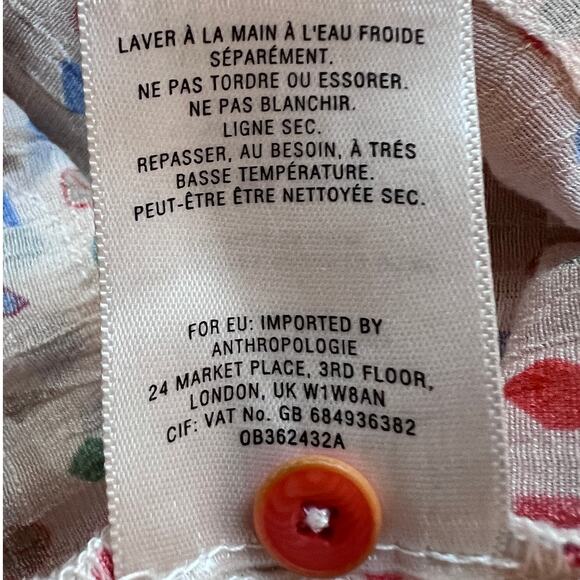 LAVER À LA MAIN À L'EAU FROIDE
SÉPARÉMENT.
NE PAS TORDRE OU ESSORER.
NE PAS BLANCHIR.
LIGNE SEC.
REPASSER, AU BESOIN, À TRÉS
BASSE TEMPÉRATURE.
PEUT-ÊTRE ÊTRE NETTOYÉE SEC.
FOR EU: IMPORTED BY
ANTHROPOLOGIE
24 MARKET PLACE, 3RD FLOOR,
LONDON, UK W1W8AN
CIF: VAT No. GB 684936382
OB362432A